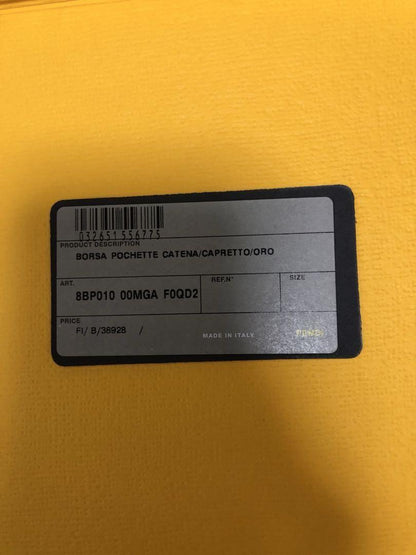 032651556775
PRODUCT DESCRIPTION
BORSA POCHETTE CATENA/CAPRETTO/ORO
ART.
8BP010 00MGA F0QD2
REF.N°
SIZE
PRICE
FI/ B/38928 /
MADE IN ITALY
FENDI